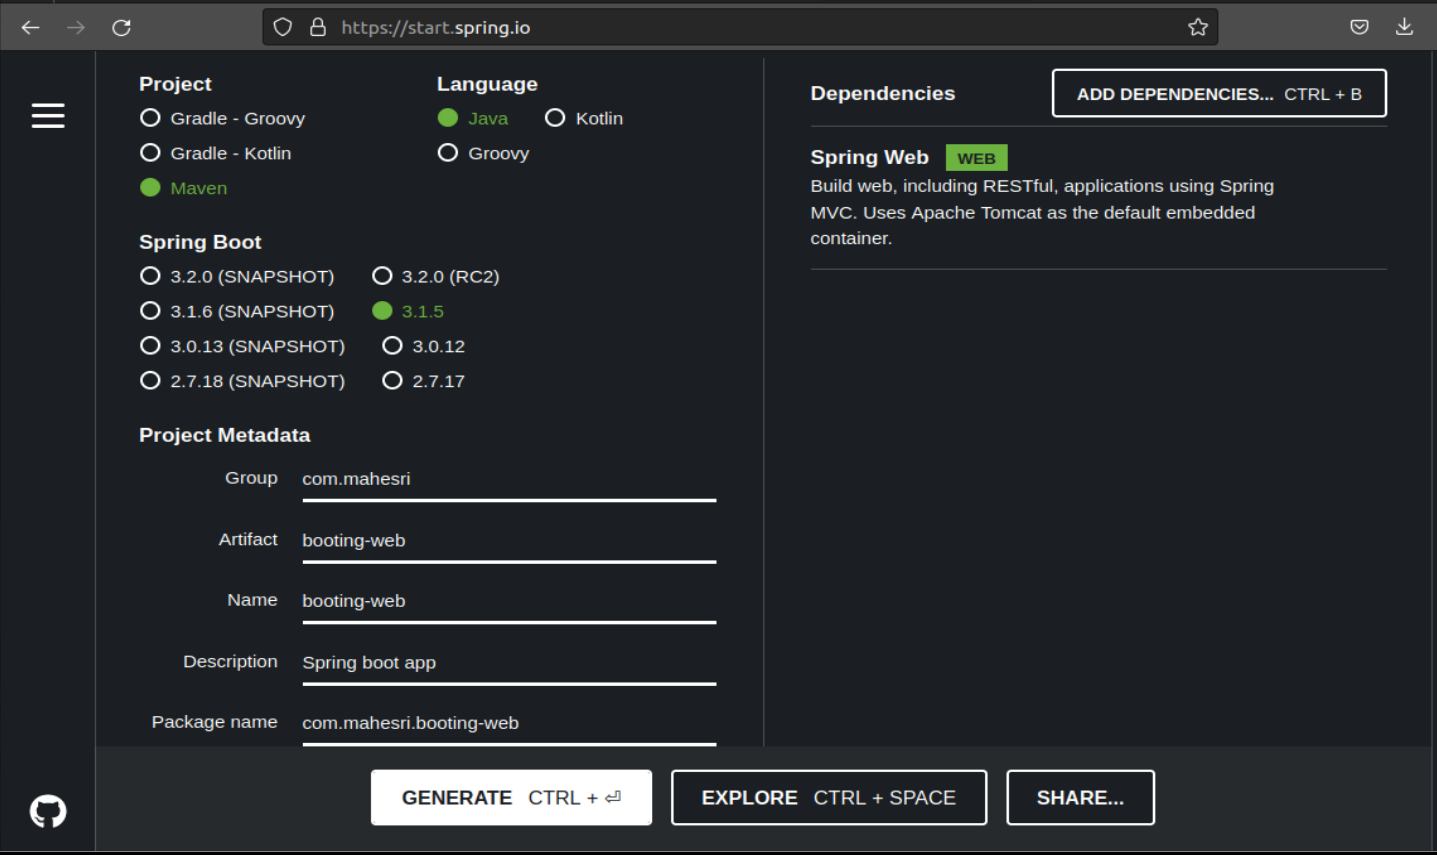 https://start.spring.io
Project
Gradle - Groovy
Gradle - Kotlin
Maven
Language
Java Kotlin
Groovy
Spring Boot
3.2.0 (SNAPSHOT) 3.2.0 (RC2)
3.1.6 (SNAPSHOT) 3.1.5
3.0.13 (SNAPSHOT) 3.0.12
2.7.18 (SNAPSHOT) 2.7.17
Project Metadata
Group com.mahesri
Artifact booting-web
Name booting-web
Description Spring boot app
Package name com.mahesri.booting-web
Dependencies ADD DEPENDENCIES... CTRL + B
Spring Web WEB
Build web, including RESTful, applications using Spring
MVC. Uses Apache Tomcat as the default embedded
container.
GENERATE CTRL + ⏎ EXPLORE CTRL + SPACE SHARE...